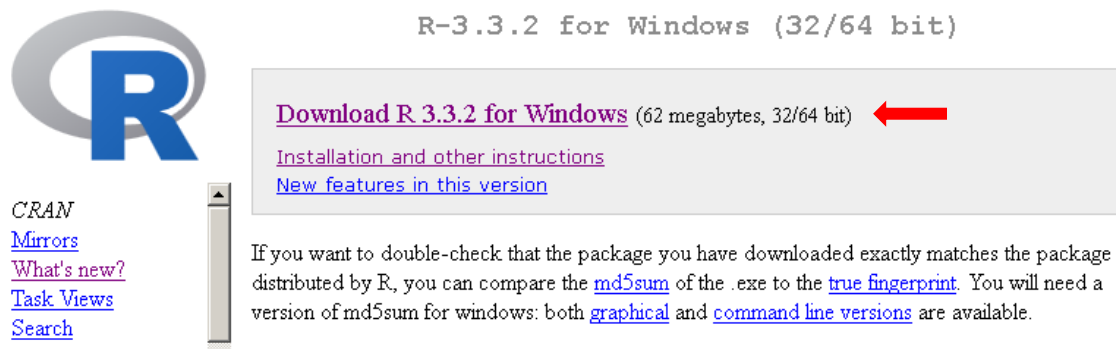 R-3.3.2 for Windows (32/64 bit)
R
Download R 3.3.2 for Windows (62 megabytes, 32/64 bit)
Installation and other instructions
New features in this version
CRAN
Mirrors
What's new?
Task Views
Search
If you want to double-check that the package you have downloaded exactly matches the package
distributed by R, you can compare the md5sum of the .exe to the true fingerprint. You will need a
version of md5sum for windows: both graphical and command line versions are available.